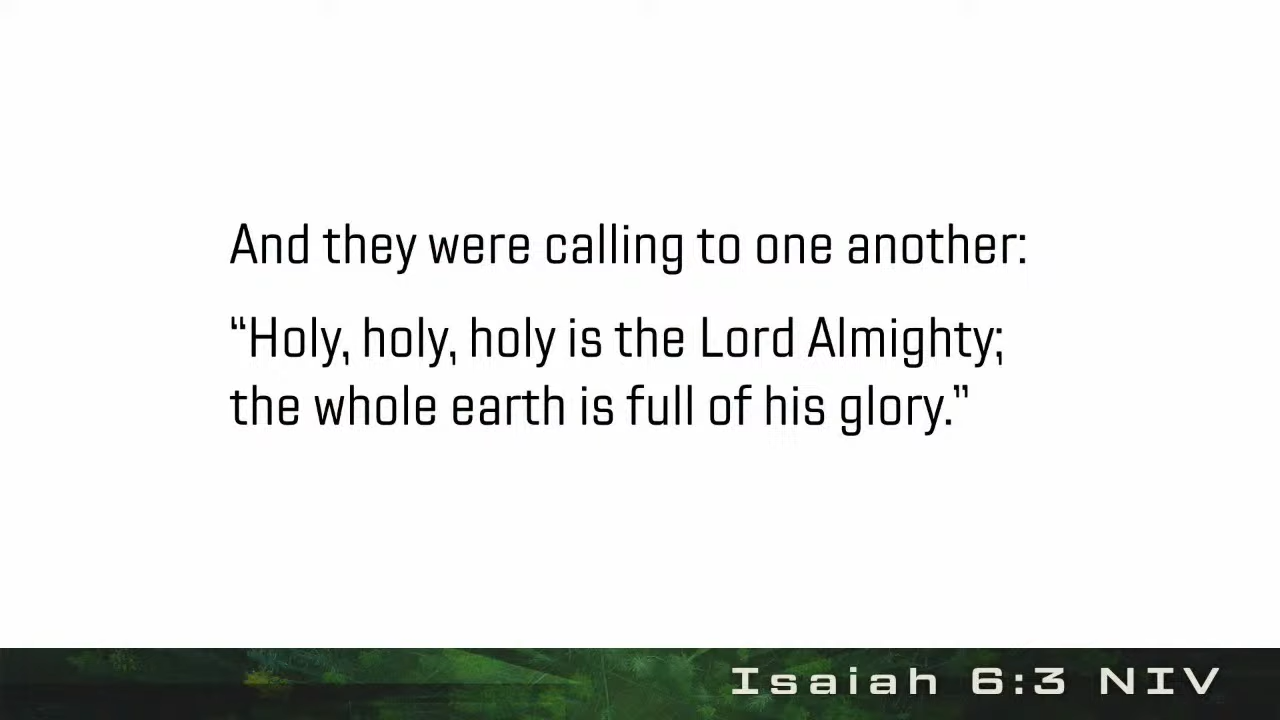 And they were calling to one another:
“Holy, holy, holy is the Lord Almighty;
the whole earth is full of his glory.”
Isaiah 6:3 NIV